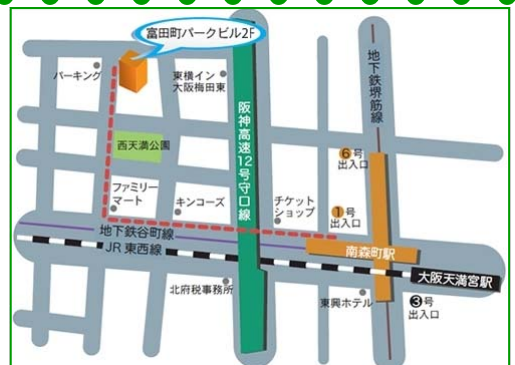 富田町パークビル2F
パーキング
東横イン
大阪梅田東
地下鉄堺筋線
阪神高速12号守口線
西天満公園
❻号
出入口
ファミリー
マート
キンコーズ
チケット
ショップ
❶号
出入口
地下鉄谷町線
JR東西線
南森町駅
大阪天満宮駅
北府税事務所
東興ホテル
❸号
出入口